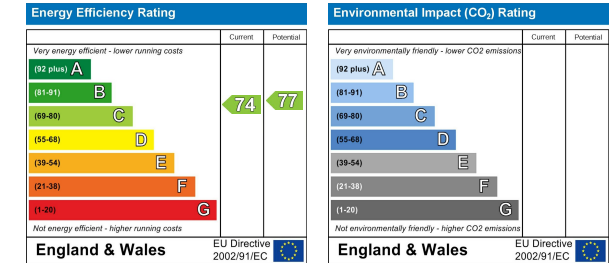 Energy Efficiency Rating
Current Potential
Very energy efficient - lower running costs
(92 plus) A
(81-91) B
(69-80) C
(55-68) D
(39-54) E
(21-38) F
(1-20) G
74
77
Not energy efficient - higher running costs
England & Wales
EU Directive
2002/91/EC
Environmental Impact (CO₂) Rating
Current Potential
Very environmentally friendly - lower CO2 emissions
(92 plus) A
(81-91) B
(69-80) C
(55-68) D
(39-54) E
(21-38) F
(1-20) G
Not environmentally friendly - higher CO2 emissions
England & Wales
EU Directive
2002/91/EC